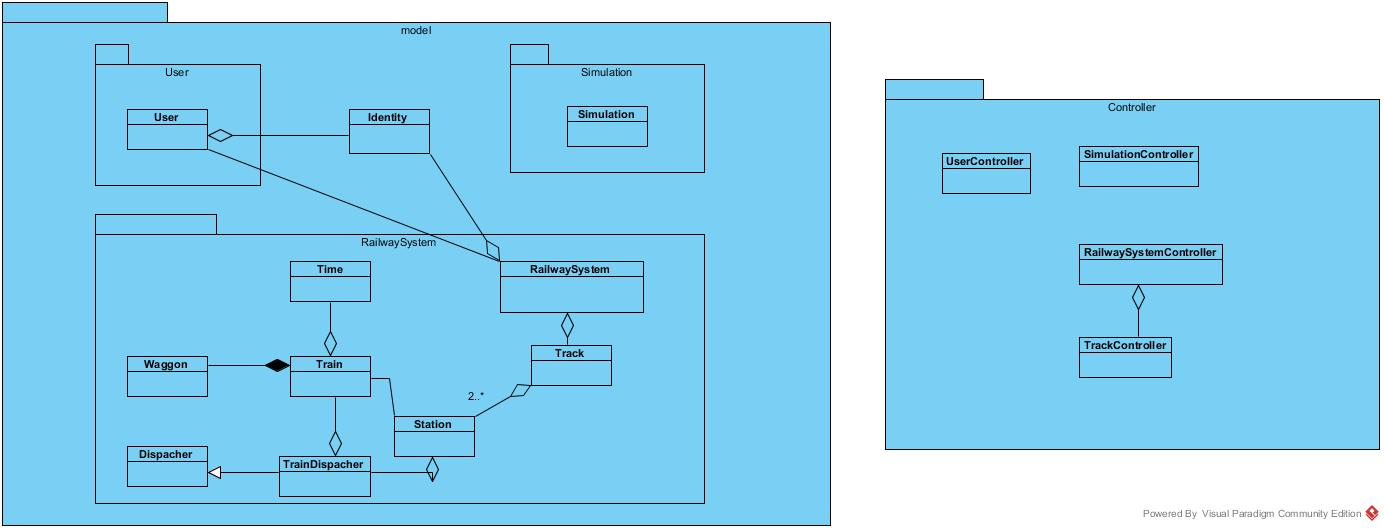 model
User
Simulation
User
Identity
Simulation
RailwaySystem
Time
RailwaySystem
Waggon
Train
Track
2..*
Station
Dispacher
TrainDispacher
Controller
UserController
SimulationController
RailwaySystemController
TrackController
Powered By Visual Paradigm Community Edition